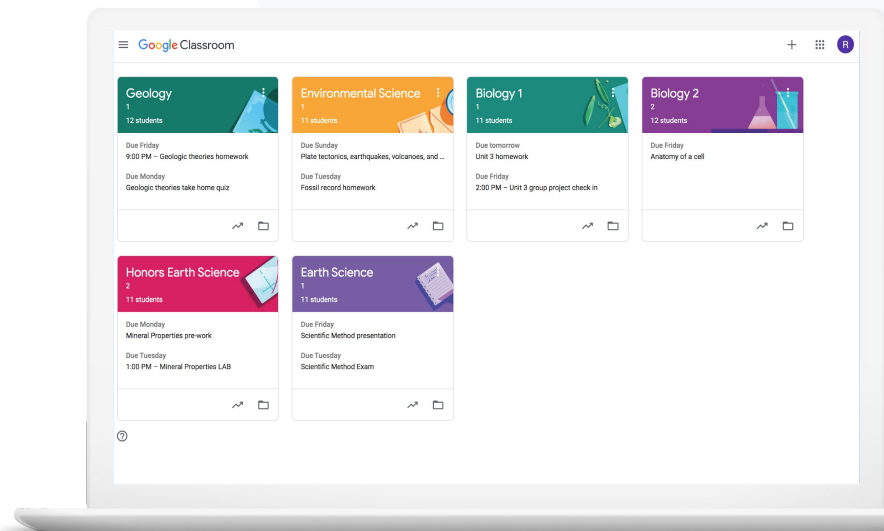 Google Classroom
R
Geology
1
12 students
Due Friday
9:00 PM – Geologic theories homework
Due Monday
Geologic theories take home quiz
Environmental Science
1
11 students
Due Sunday
Plate tectonics, earthquakes, volcanoes, and ...
Due Tuesday
Fossil record homework
Biology 1
1
11 students
Due tomorrow
Unit 3 homework
Due Friday
2:00 PM – Unit 3 group project check in
Biology 2
2
12 students
Due Friday
Anatomy of a cell
Honors Earth Science
2
11 students
Due Monday
Mineral Properties pre-work
Due Tuesday
1:00 PM – Mineral Properties LAB
Earth Science
1
11 students
Due Friday
Scientific Method presentation
Due Tuesday
Scientific Method Exam